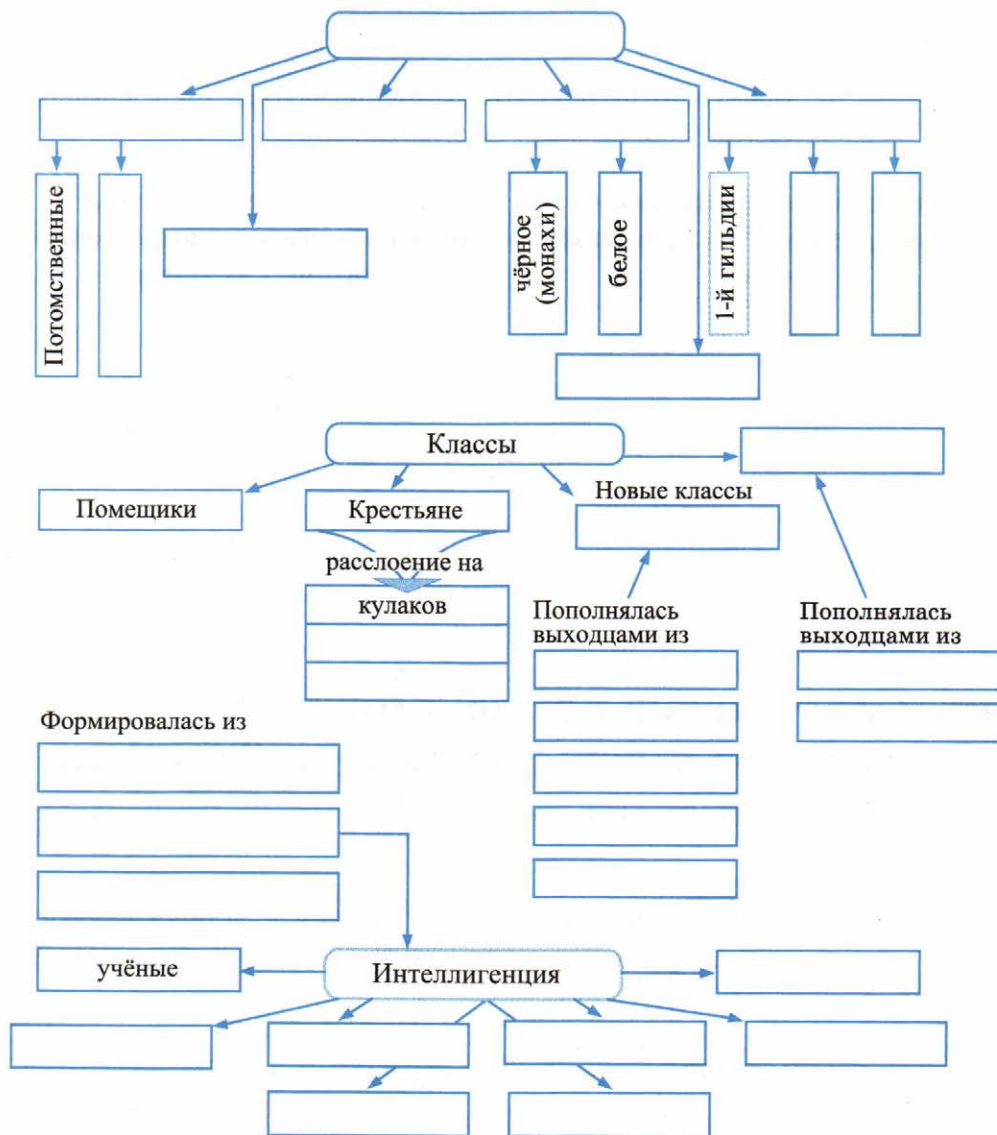 Потомственные
чёрное
(монахи)
белое
1-й гильдии
Классы
Помещики
Крестьяне
Новые классы
расслоение на
кулаков
Пополнялась
выходцами из
Пополнялась
выходцами из
Формировалась из
учёные
Интеллигенция